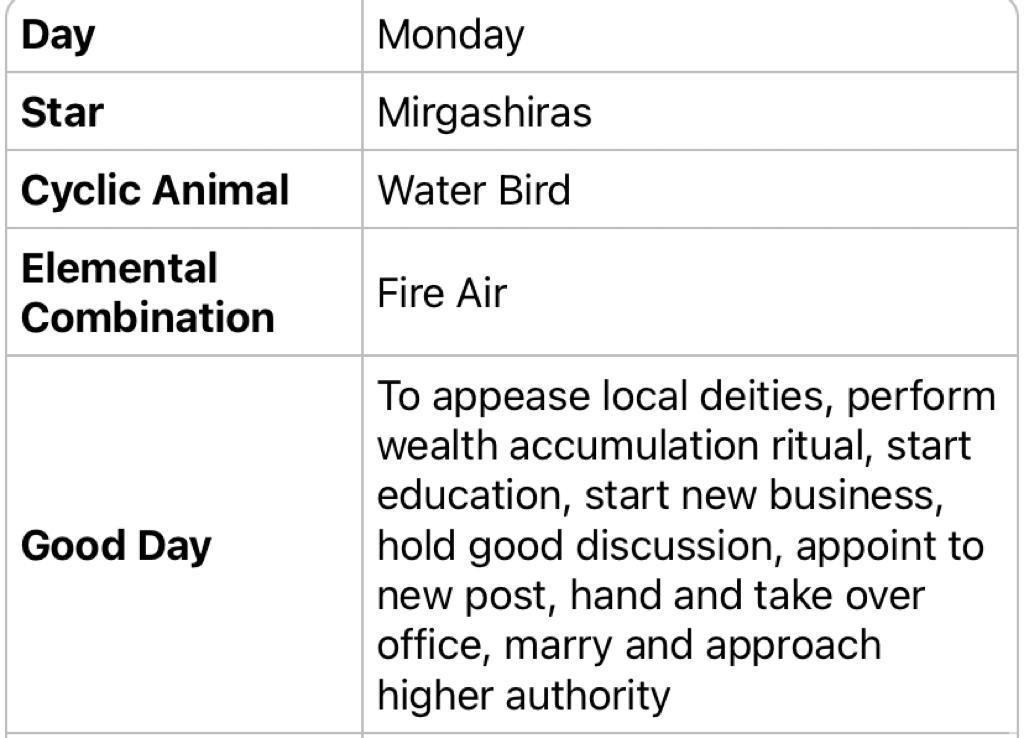 Day Monday
Star Mirgashiras
Cyclic Animal Water Bird
Elemental
Combination
Fire Air
Good Day
To appease local deities, perform
wealth accumulation ritual, start
education, start new business,
hold good discussion, appoint to
new post, hand and take over
office, marry and approach
higher authority